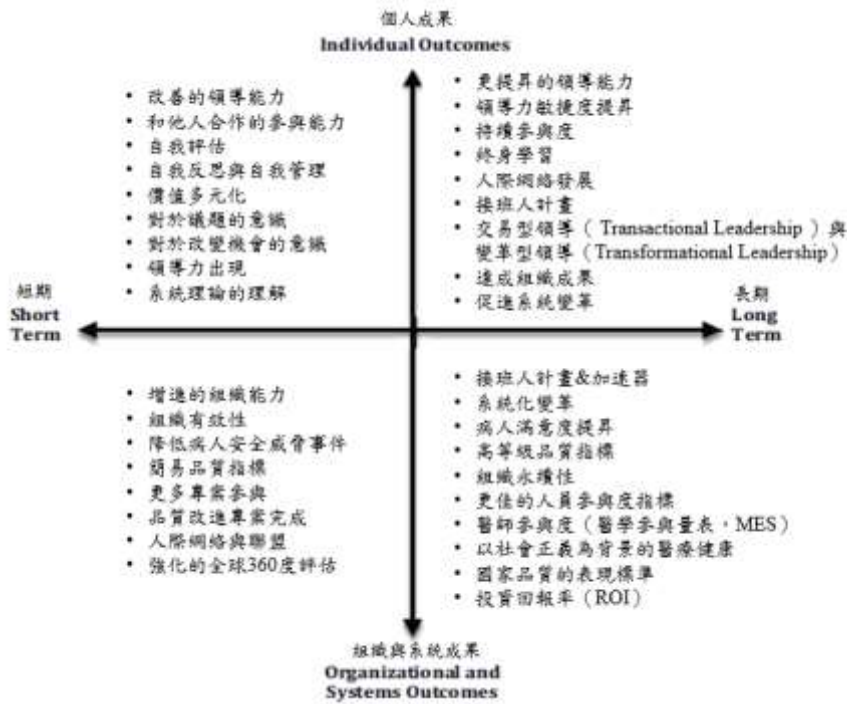 個人成果
Individual Outcomes
• 改善的領導能力
• 和他人合作的參與能力
• 自我評估
• 自我反思與自我管理
• 價值多元化
• 對於議題的意識
• 對於改變機會的意識
• 領導力出現
• 系統理論的理解
• 更提昇的領導能力
• 領導力敏捷度提昇
• 持續參與度
• 終身學習
• 人際網絡發展
• 接班人計畫
• 交易型領導（Transactional Leadership）與
變革型領導（Transformational Leadership）
• 達成組織成果
• 促進系統變革
短期
Short
Term
長期
Long
Term
• 增進的組織能力
• 組織有效性
• 降低病人安全威脅事件
• 簡易品質指標
• 更多專案參與
• 品質改進專案完成
• 人際網絡與聯盟
• 強化的全球360度評估
• 接班人計畫&加速器
• 系統化變革
• 病人滿意度提昇
• 高等級品質指標
• 組織永續性
• 更佳的人員參與度指標
• 醫師參與度（醫學參與量表，MES）
• 以社會正義為背景的醫療健康
• 國家品質的表現標準
• 投資回報率（ROI）
組織與系統成果
Organizational and
Systems Outcomes